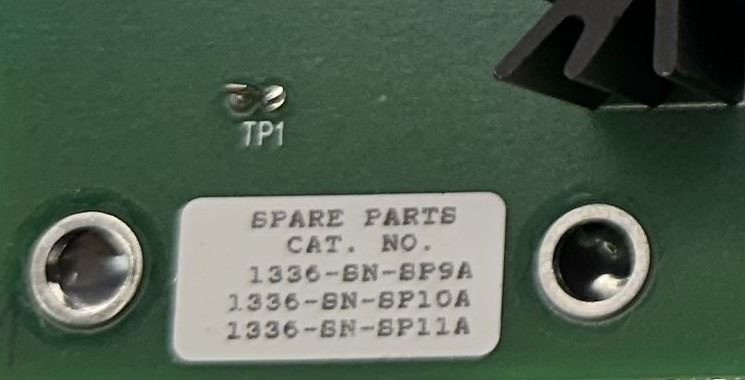 TP1
SPARE PARTS
CAT. NO.
1336-SN-SP9A
1336-SN-SP10A
1336-SN-SP11A